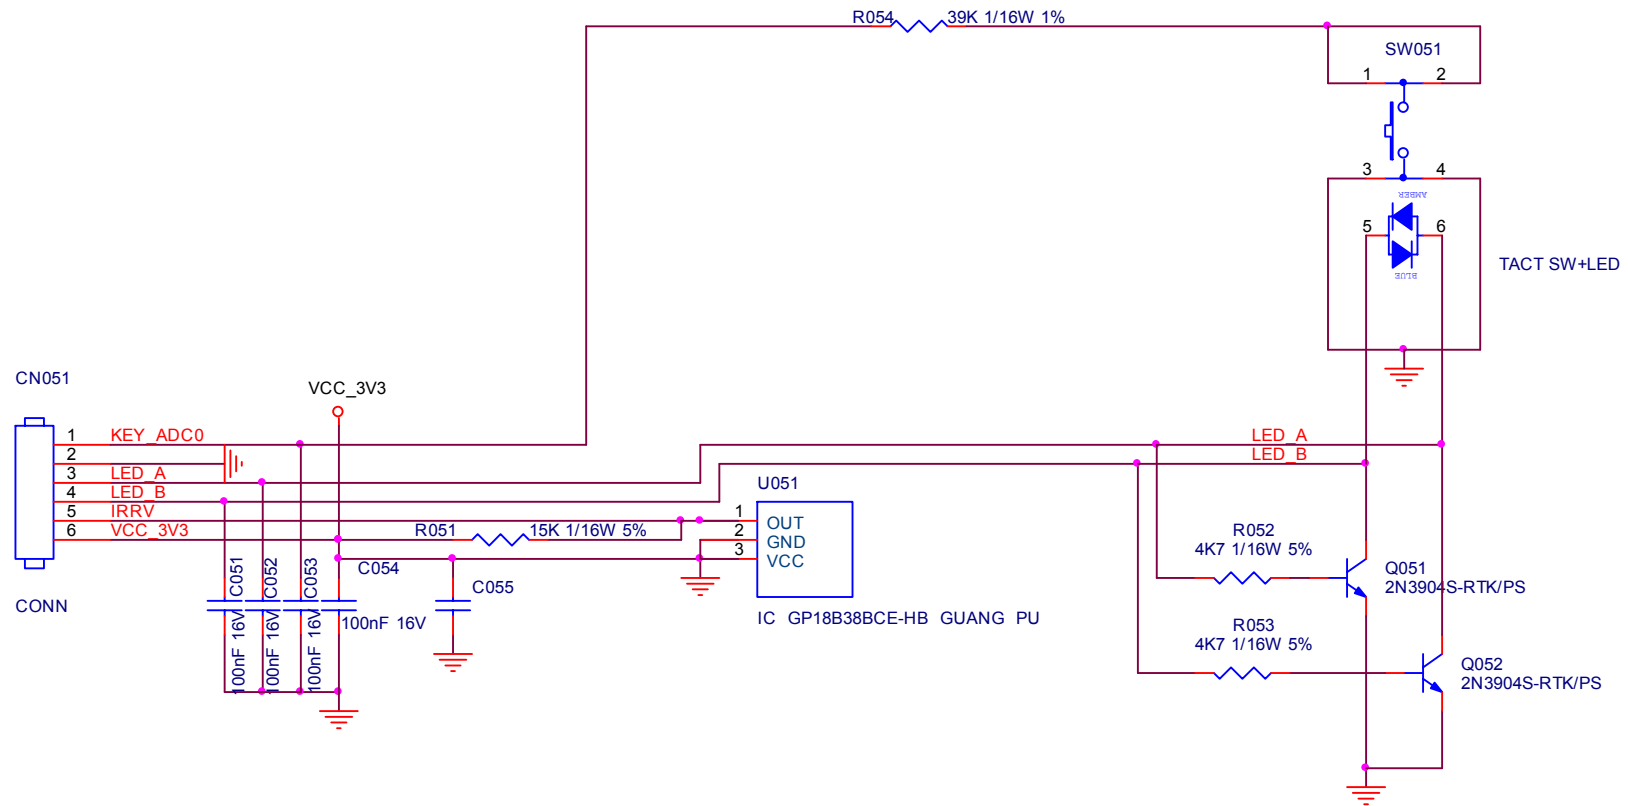 R054 39K 1/16W 1%
SW051
1 2
3 4
AMBER
5 6
BLUE
TACT SW+LED
CN051
VCC_3V3
1 KEY_ADC0
2
3 LED_A
4 LED_B
5 IRRV
6 VCC_3V3
CONN
LED_A
LED_B
U051
1 OUT
2 GND
3 VCC
IC GP18B38BCE-HB GUANG PU
R051 15K 1/16W 5%
C051
100nF 16V
C052
100nF 16V
C053
100nF 16V
C054
100nF 16V
C055
R052
4K7 1/16W 5%
Q051
2N3904S-RTK/PS
R053
4K7 1/16W 5%
Q052
2N3904S-RTK/PS